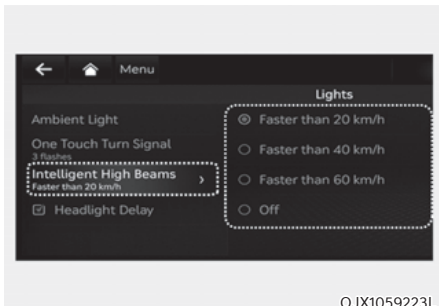 Menu
Lights
Ambient Light
One Touch Turn Signal
3 flashes
Intelligent High Beams
Faster than 20 km/h
Headlight Delay
Faster than 20 km/h
Faster than 40 km/h
Faster than 60 km/h
Off
OJX1059223L